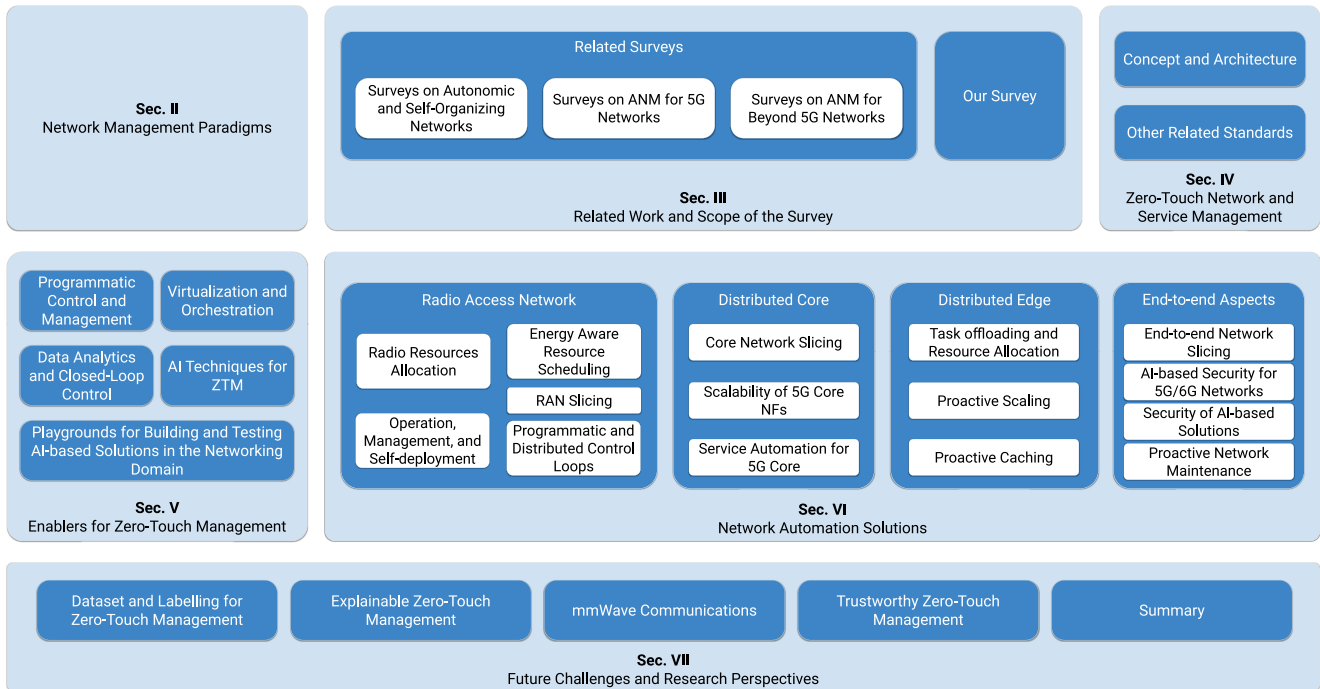 Sec. II
Network Management Paradigms
Related Surveys
Surveys on Autonomic
and Self-Organizing
Networks
Surveys on ANM for 5G
Networks
Surveys on ANM for
Beyond 5G Networks
Our Survey
Sec. III
Related Work and Scope of the Survey
Concept and Architecture
Other Related Standards
Sec. IV
Zero-Touch Network and
Service Management
Programmatic
Control and
Management
Virtualization and
Orchestration
Data Analytics
and Closed-Loop
Control
AI Techniques for
ZTM
Playgrounds for Building and Testing
AI-based Solutions in the Networking
Domain
Sec. V
Enablers for Zero-Touch Management
Radio Access Network
Radio Resources
Allocation
Energy Aware
Resource
Scheduling
RAN Slicing
Operation,
Management, and
Self-deployment
Programmatic and
Distributed Control
Loops
Distributed Core
Core Network Slicing
Scalability of 5G Core
NFs
Service Automation for
5G Core
Distributed Edge
Task offloading and
Resource Allocation
Proactive Scaling
Proactive Caching
End-to-end Aspects
End-to-end Network
Slicing
AI-based Security for
5G/6G Networks
Security of AI-based
Solutions
Proactive Network
Maintenance
Sec. VI
Network Automation Solutions
Dataset and Labelling for
Zero-Touch Management
Explainable Zero-Touch
Management
mmWave Communications
Trustworthy Zero-Touch
Management
Summary
Sec. VII
Future Challenges and Research Perspectives